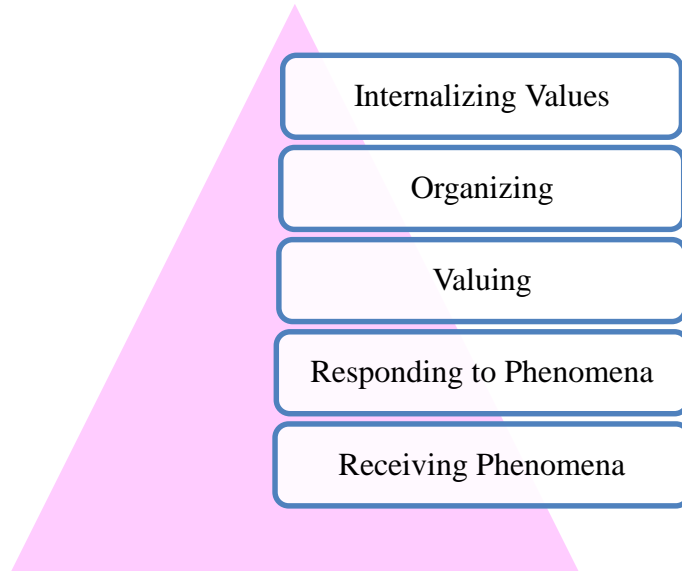 Internalizing Values
Organizing
Valuing
Responding to Phenomena
Receiving Phenomena